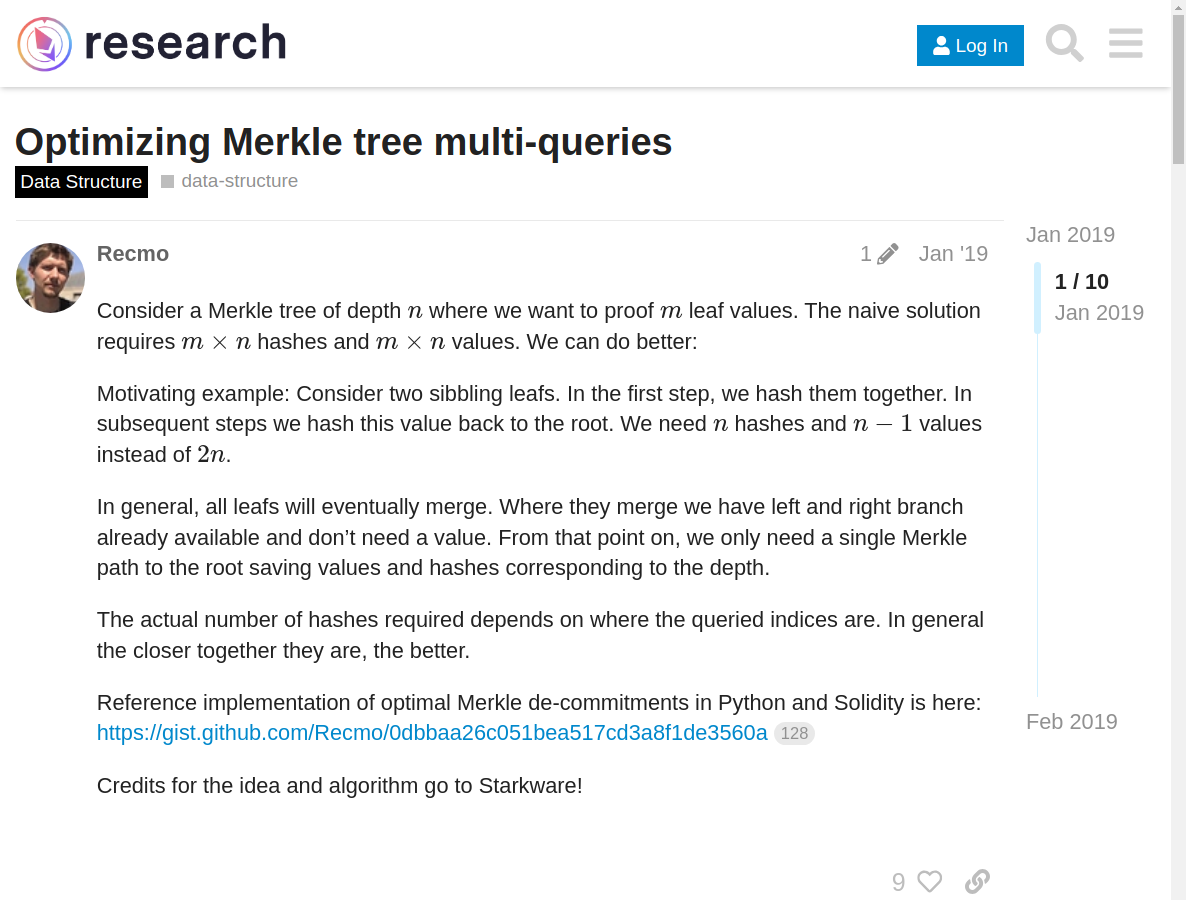 research
Log In
Optimizing Merkle tree multi-queries
Data Structure data-structure
Jan 2019
Recmo 1 Jan '19
1 / 10
Jan 2019
Consider a Merkle tree of depth n where we want to proof m leaf values. The naive solution
requires m × n hashes and m × n values. We can do better:
Motivating example: Consider two sibbling leafs. In the first step, we hash them together. In
subsequent steps we hash this value back to the root. We need n hashes and n − 1 values
instead of 2n.
In general, all leafs will eventually merge. Where they merge we have left and right branch
already available and don’t need a value. From that point on, we only need a single Merkle
path to the root saving values and hashes corresponding to the depth.
The actual number of hashes required depends on where the queried indices are. In general
the closer together they are, the better.
Reference implementation of optimal Merkle de-commitments in Python and Solidity is here:
https://gist.github.com/Recmo/0dbbaa26c051bea517cd3a8f1de3560a 128
Feb 2019
Credits for the idea and algorithm go to Starkware!
9